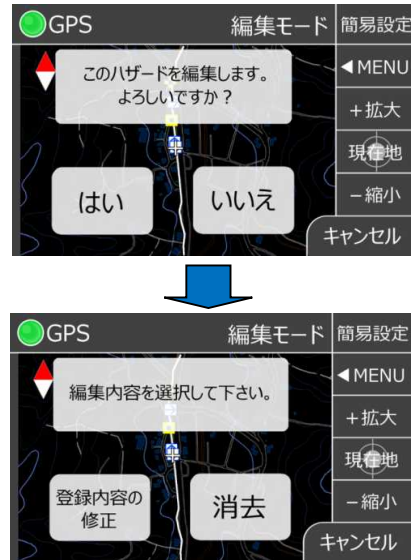 GPS 編集モード 簡易設定
このハザードを編集します。
よろしいですか？
◀MENU
＋拡大
現在地
はい いいえ －縮小
キャンセル
GPS 編集モード 簡易設定
◀MENU
編集内容を選択して下さい。
＋拡大
現在地
登録内容の
修正
消去 －縮小
キャンセル